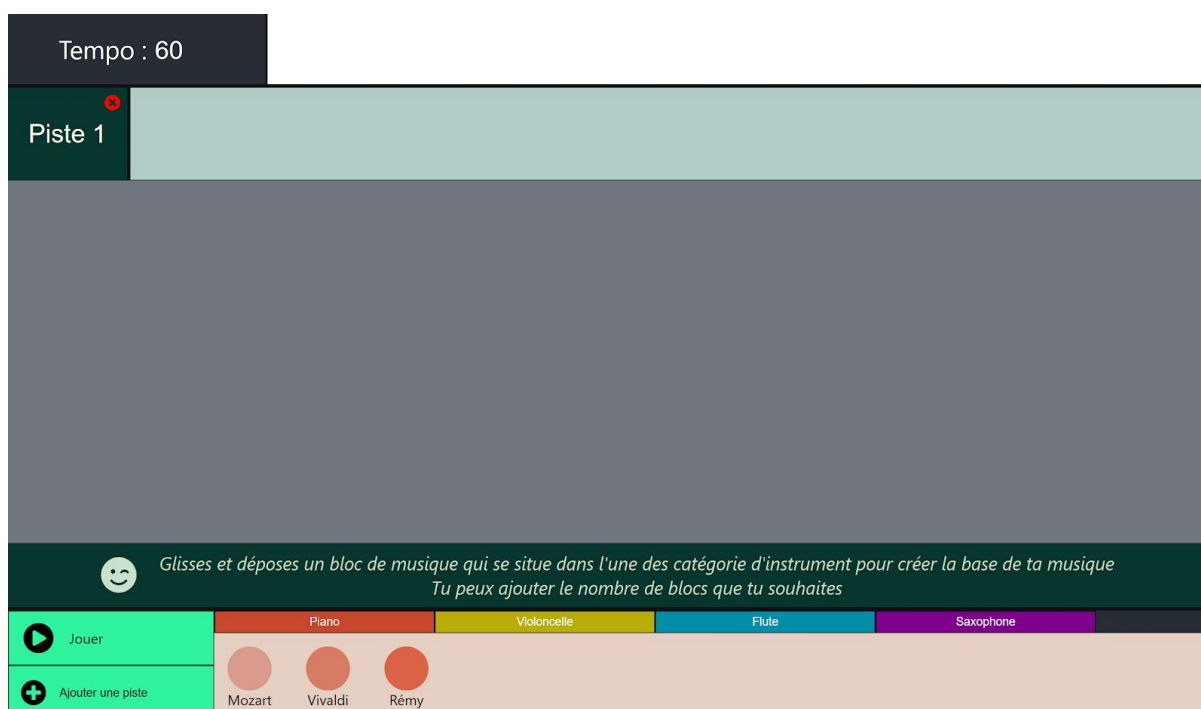 Tempo : 60
Piste 1
Glisses et déposes un bloc de musique qui se situe dans l'une des catégorie d'instrument pour créer la base de ta musique
Tu peux ajouter le nombre de blocs que tu souhaites
Jouer
Ajouter une piste
Piano
Violoncelle
Flute
Saxophone
Mozart
Vivaldi
Rémy